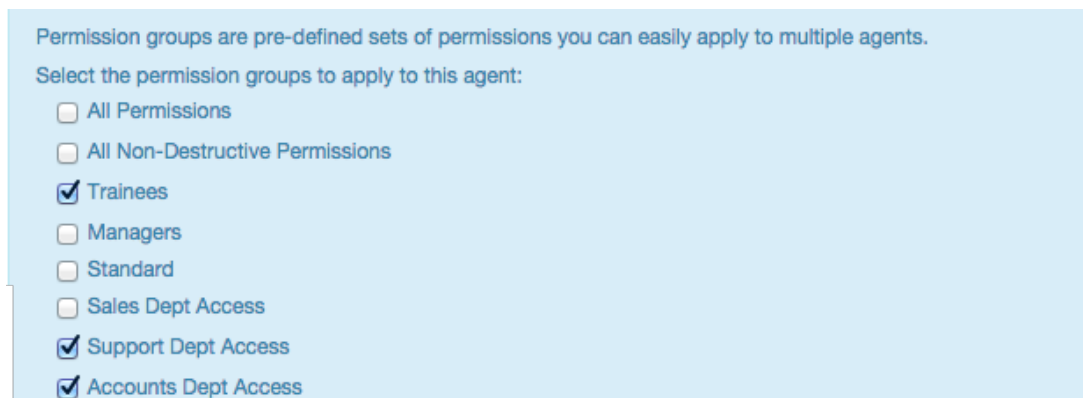 Permission groups are pre-defined sets of permissions you can easily apply to multiple agents.
Select the permission groups to apply to this agent:
All Permissions
All Non-Destructive Permissions
Trainees
Managers
Standard
Sales Dept Access
Support Dept Access
Accounts Dept Access